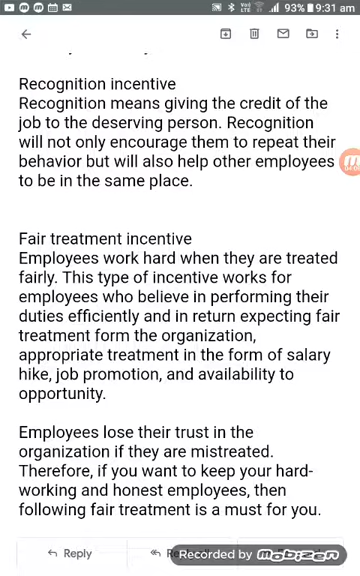 93% 9:31 am
Recognition incentive
Recognition means giving the credit of the
job to the deserving person. Recognition
will not only encourage them to repeat their
behavior but will also help other employees
to be in the same place.
Fair treatment incentive
Employees work hard when they are treated
fairly. This type of incentive works for
employees who believe in performing their
duties efficiently and in return expecting fair
treatment form the organization,
appropriate treatment in the form of salary
hike, job promotion, and availability to
opportunity.
Employees lose their trust in the
organization if they are mistreated.
Therefore, if you want to keep your hard-
working and honest employees, then
following fair treatment is a must for you.
Reply
Recorded by mobizen